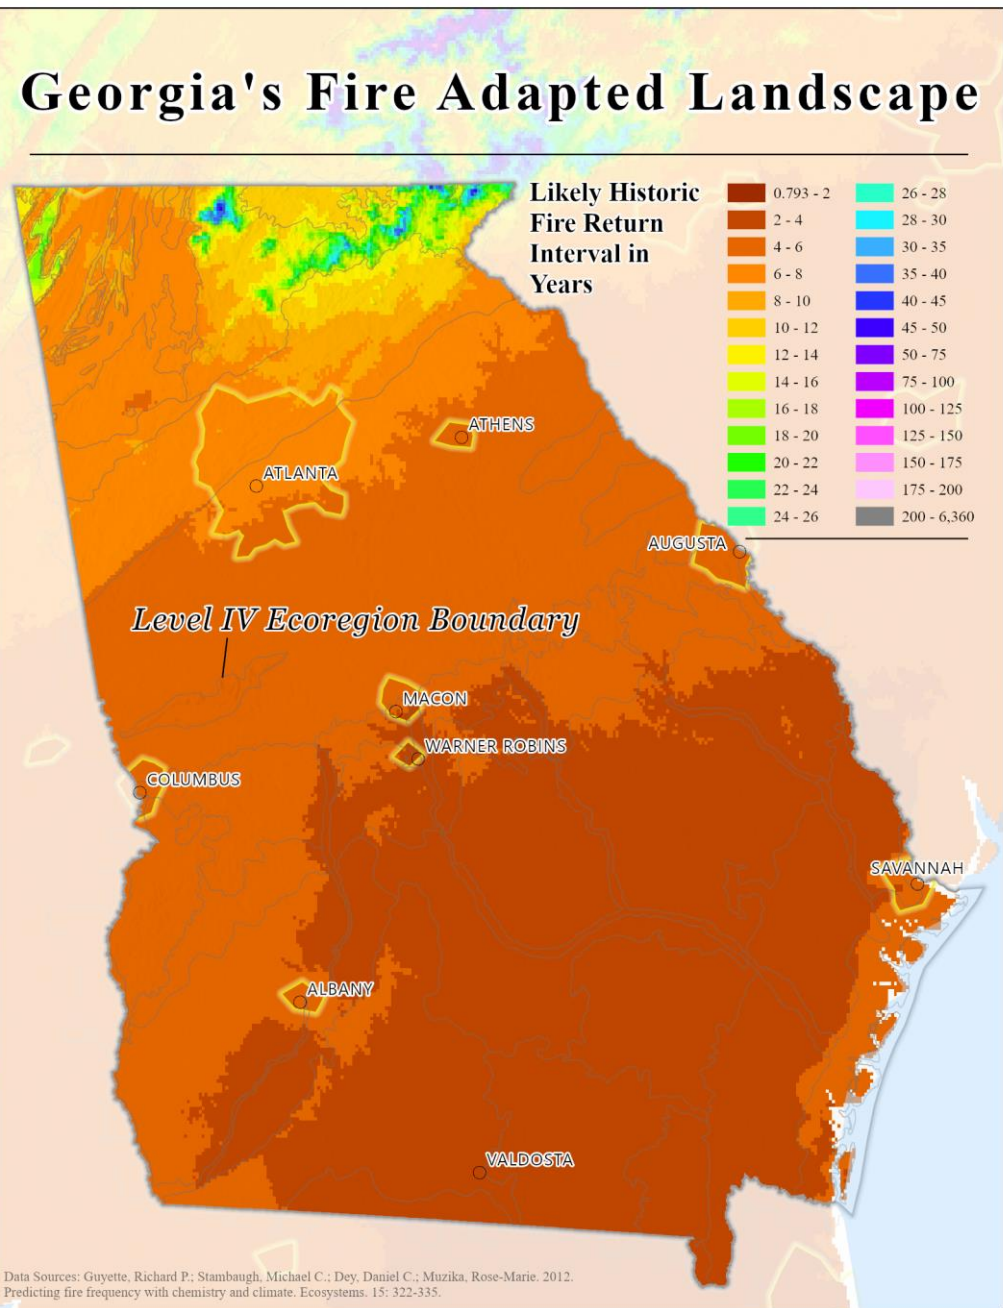 Georgia's Fire Adapted Landscape
Likely Historic
Fire Return
Interval in
Years
0.793 - 2
2 - 4
4 - 6
6 - 8
8 - 10
10 - 12
12 - 14
14 - 16
16 - 18
18 - 20
20 - 22
22 - 24
24 - 26
26 - 28
28 - 30
30 - 35
35 - 40
40 - 45
45 - 50
50 - 75
75 - 100
100 - 125
125 - 150
150 - 175
175 - 200
200 - 6,360
ATHENS
ATLANTA
AUGUSTA
Level IV Ecoregion Boundary
MACON
WARNER ROBINS
COLUMBUS
SAVANNAH
ALBANY
VALDOSTA
Data Sources: Guyette, Richard P.; Stambaugh, Michael C.; Dey, Daniel C.; Muzika, Rose-Marie. 2012.
Predicting fire frequency with chemistry and climate. Ecosystems. 15: 322-335.